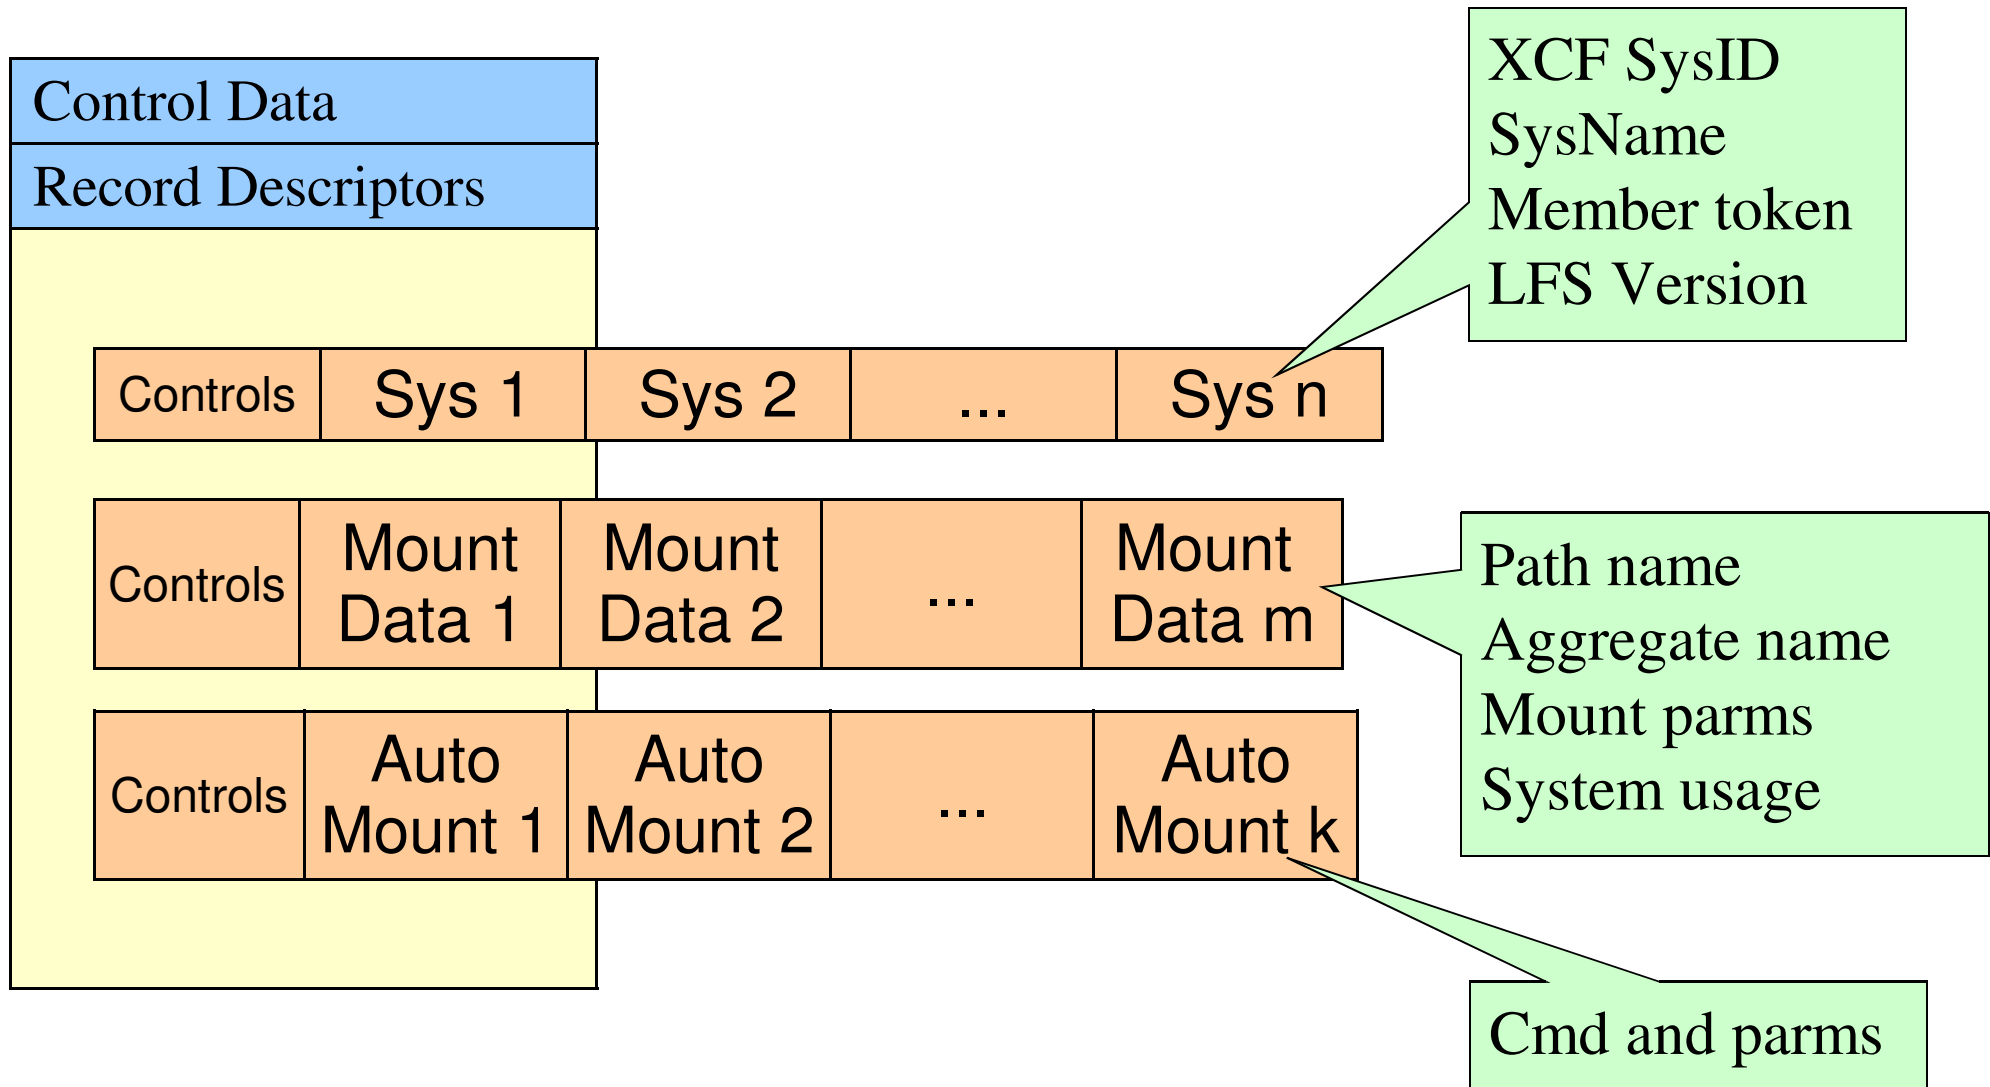 Control Data
Record Descriptors
XCF SysID
SysName
Member token
LFS Version
Controls
Sys 1
Sys 2
...
Sys n
Controls
Mount
Data 1
Mount
Data 2
...
Mount
Data m
Path name
Aggregate name
Mount parms
System usage
Controls
Auto
Mount 1
Auto
Mount 2
...
Auto
Mount k
Cmd and parms